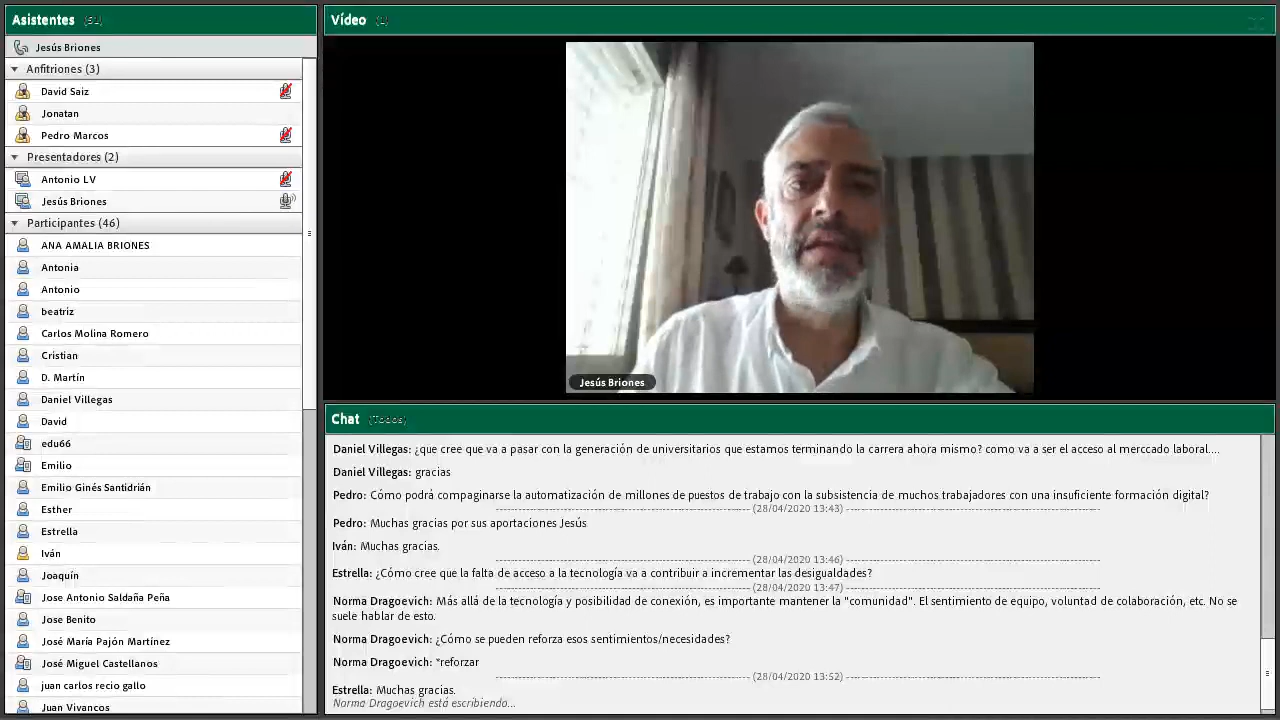 Asistentes (51)
Jesús Briones
Anfitriones (3)
David Saiz
Jonatan
Pedro Marcos
Presentadores (2)
Antonio LV
Jesús Briones
Participantes (46)
ANA AMALIA BRIONES
Antonia
Antonio
beatriz
Carlos Molina Romero
Cristian
D. Martín
Daniel Villegas
David
edu66
Emilio
Emilio Ginés Santidrián
Esther
Estrella
Iván
Joaquín
Jose Antonio Saldaña Peña
Jose Benito
José María Pajón Martínez
José Miguel Castellanos
juan carlos recio gallo
Juan Vivancos
Vídeo (1)
Jesús Briones
Chat (Todos)
Daniel Villegas: ¿que cree que va a pasar con la generación de universitarios que estamos terminando la carrera ahora mismo? como va a ser el acceso al merccado laboral....
Daniel Villegas: gracias
Pedro: Cómo podrá compaginarse la automatización de millones de puestos de trabajo con la subsistencia de muchos trabajadores con una insuficiente formación digital?
(28/04/2020 13:43)
Pedro: Muchas gracias por sus aportaciones Jesús
Iván: Muchas gracias.
(28/04/2020 13:46)
Estrella: ¿Cómo cree que la falta de acceso a la tecnología va a contribuir a incrementar las desigualdades?
(28/04/2020 13:47)
Norma Dragoevich: Más allá de la tecnología y posibilidad de conexión, es importante mantener la "comunidad". El sentimiento de equipo, voluntad de colaboración, etc. No se
suele hablar de esto.
Norma Dragoevich: ¿Cómo se pueden reforza esos sentimientos/necesidades?
Norma Dragoevich: *reforzar
(28/04/2020 13:52)
Estrella: Muchas gracias.
Norma Dragoevich está escribiendo...